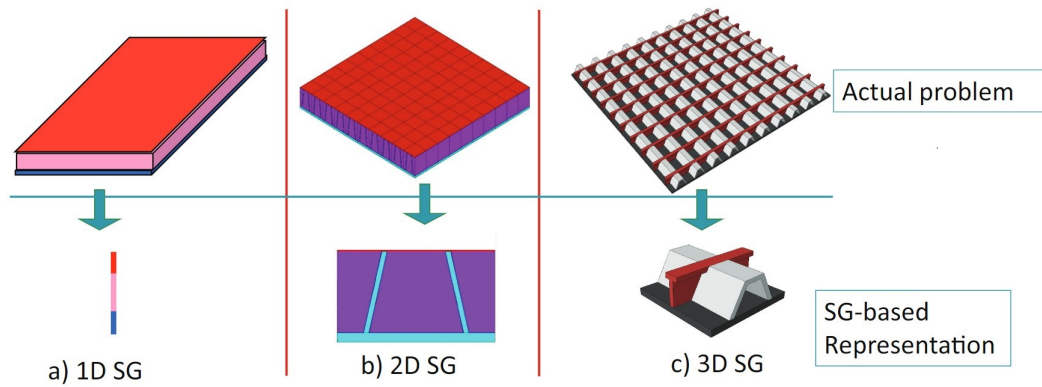 Actual problem
SG-based
Representation
a) 1D SG
b) 2D SG
c) 3D SG